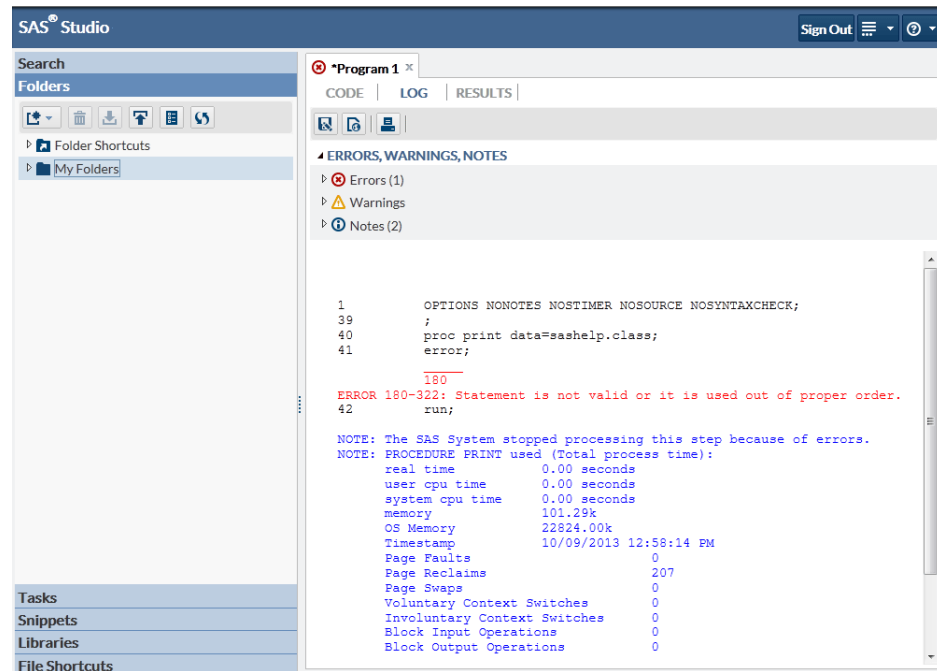 SAS® Studio
Sign Out
Search
Folders
Folder Shortcuts
My Folders
Tasks
Snippets
Libraries
File Shortcuts
*Program 1 x
CODE | LOG | RESULTS |
ERRORS, WARNINGS, NOTES
Errors (1)
Warnings
Notes (2)
1 OPTIONS NONOTES NOSTIMER NOSOURCE NOSYNTAXCHECK;
39 ;
40 proc print data=sashelp.class;
41 error;
180
ERROR 180-322: Statement is not valid or it is used out of proper order.
42 run;
NOTE: The SAS System stopped processing this step because of errors.
NOTE: PROCEDURE PRINT used (Total process time):
real time 0.00 seconds
user cpu time 0.00 seconds
system cpu time 0.00 seconds
memory 101.29k
OS Memory 22824.00k
Timestamp 10/09/2013 12:58:14 PM
Page Faults 0
Page Reclaims 207
Page Swaps 0
Voluntary Context Switches 0
Involuntary Context Switches 0
Block Input Operations 0
Block Output Operations 0